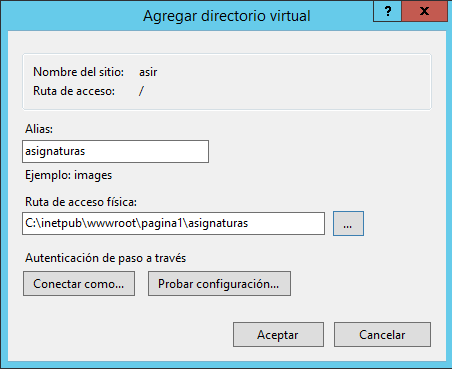 Agregar directorio virtual
? x
Nombre del sitio: asir
Ruta de acceso: /
Alias:
asignaturas
Ejemplo: images
Ruta de acceso física:
C:\inetpub\wwwroot\pagina1\asignaturas
...
Autenticación de paso a través
Conectar como... Probar configuración...
Aceptar Cancelar